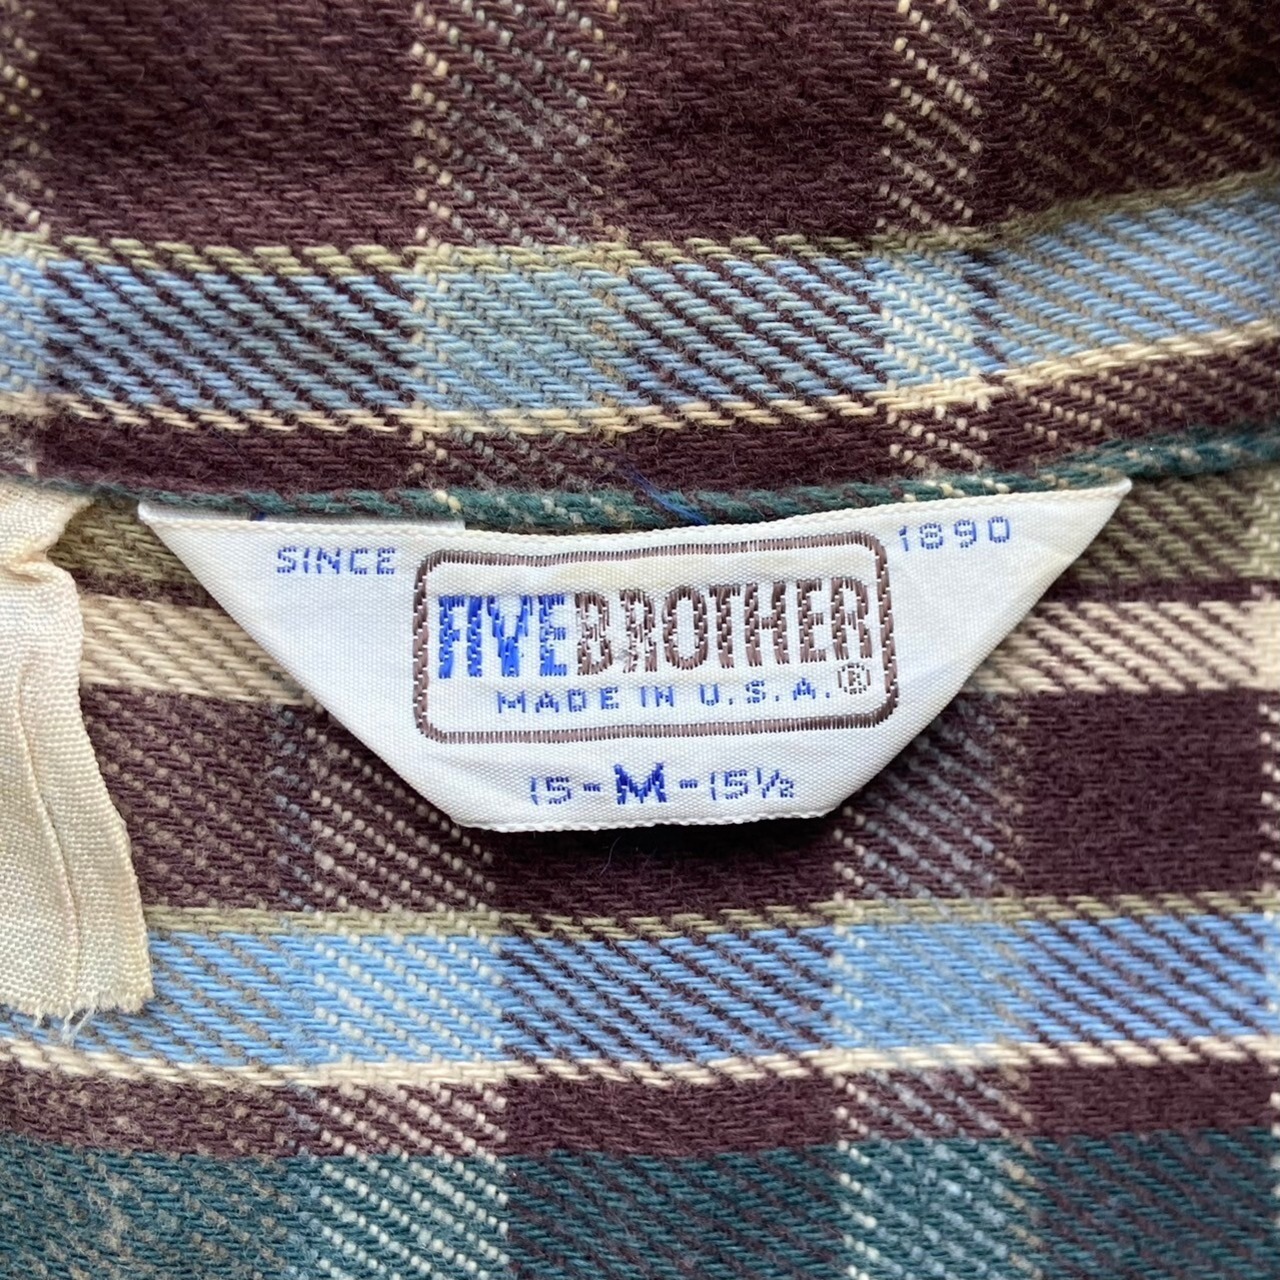 SINCE 1890
FIVEBROTHER
MADE IN U.S.A.®
15-M-15½